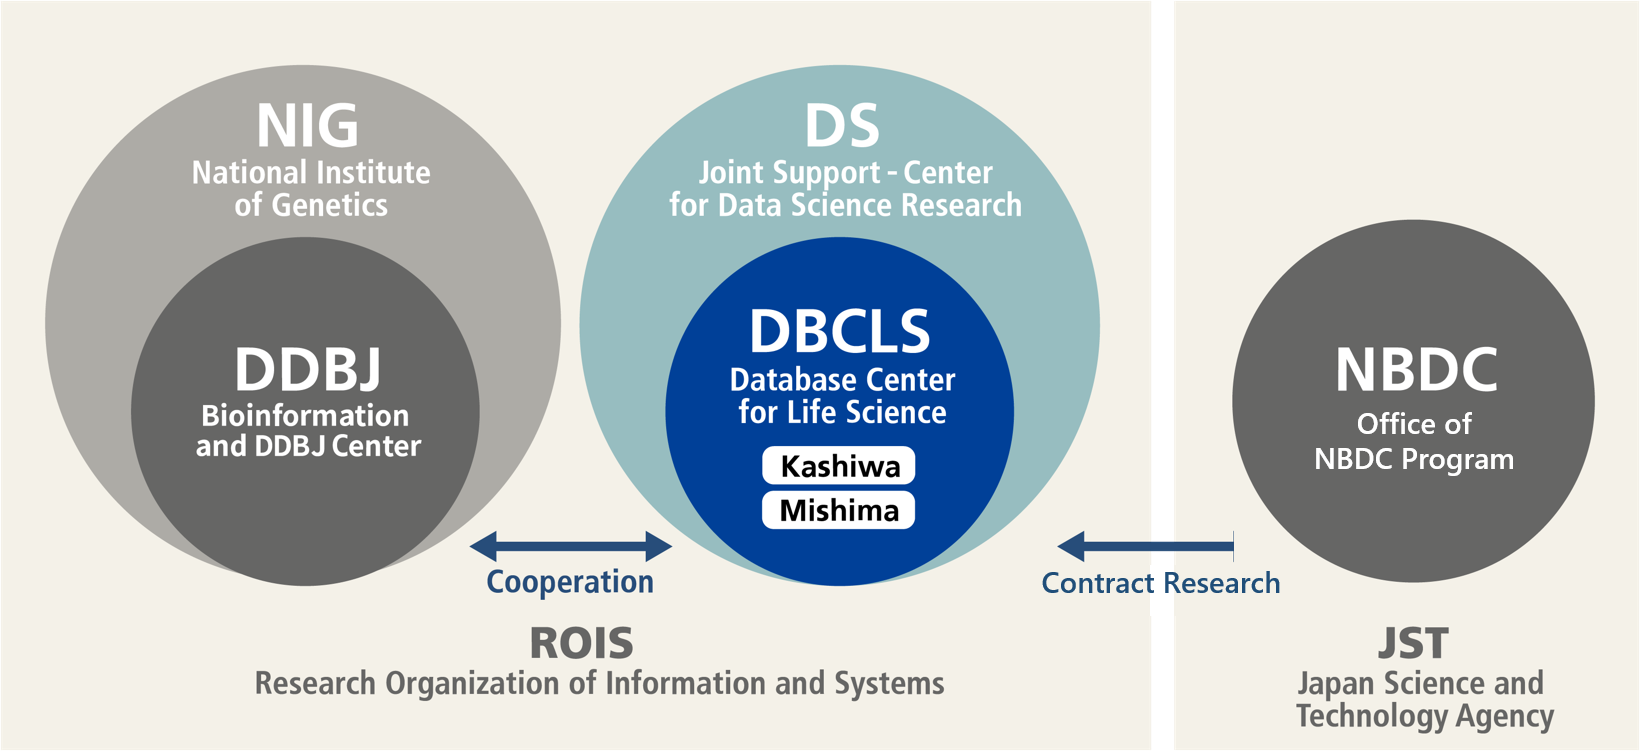 NIG
National Institute
of Genetics
DDBJ
Bioinformation
and DDBJ Center
DS
Joint Support - Center
for Data Science Research
DBCLS
Database Center
for Life Science
Kashiwa
Mishima
NBDC
Office of
NBDC Program
Cooperation
Contract Research
ROIS
Research Organization of Information and Systems
JST
Japan Science and
Technology Agency